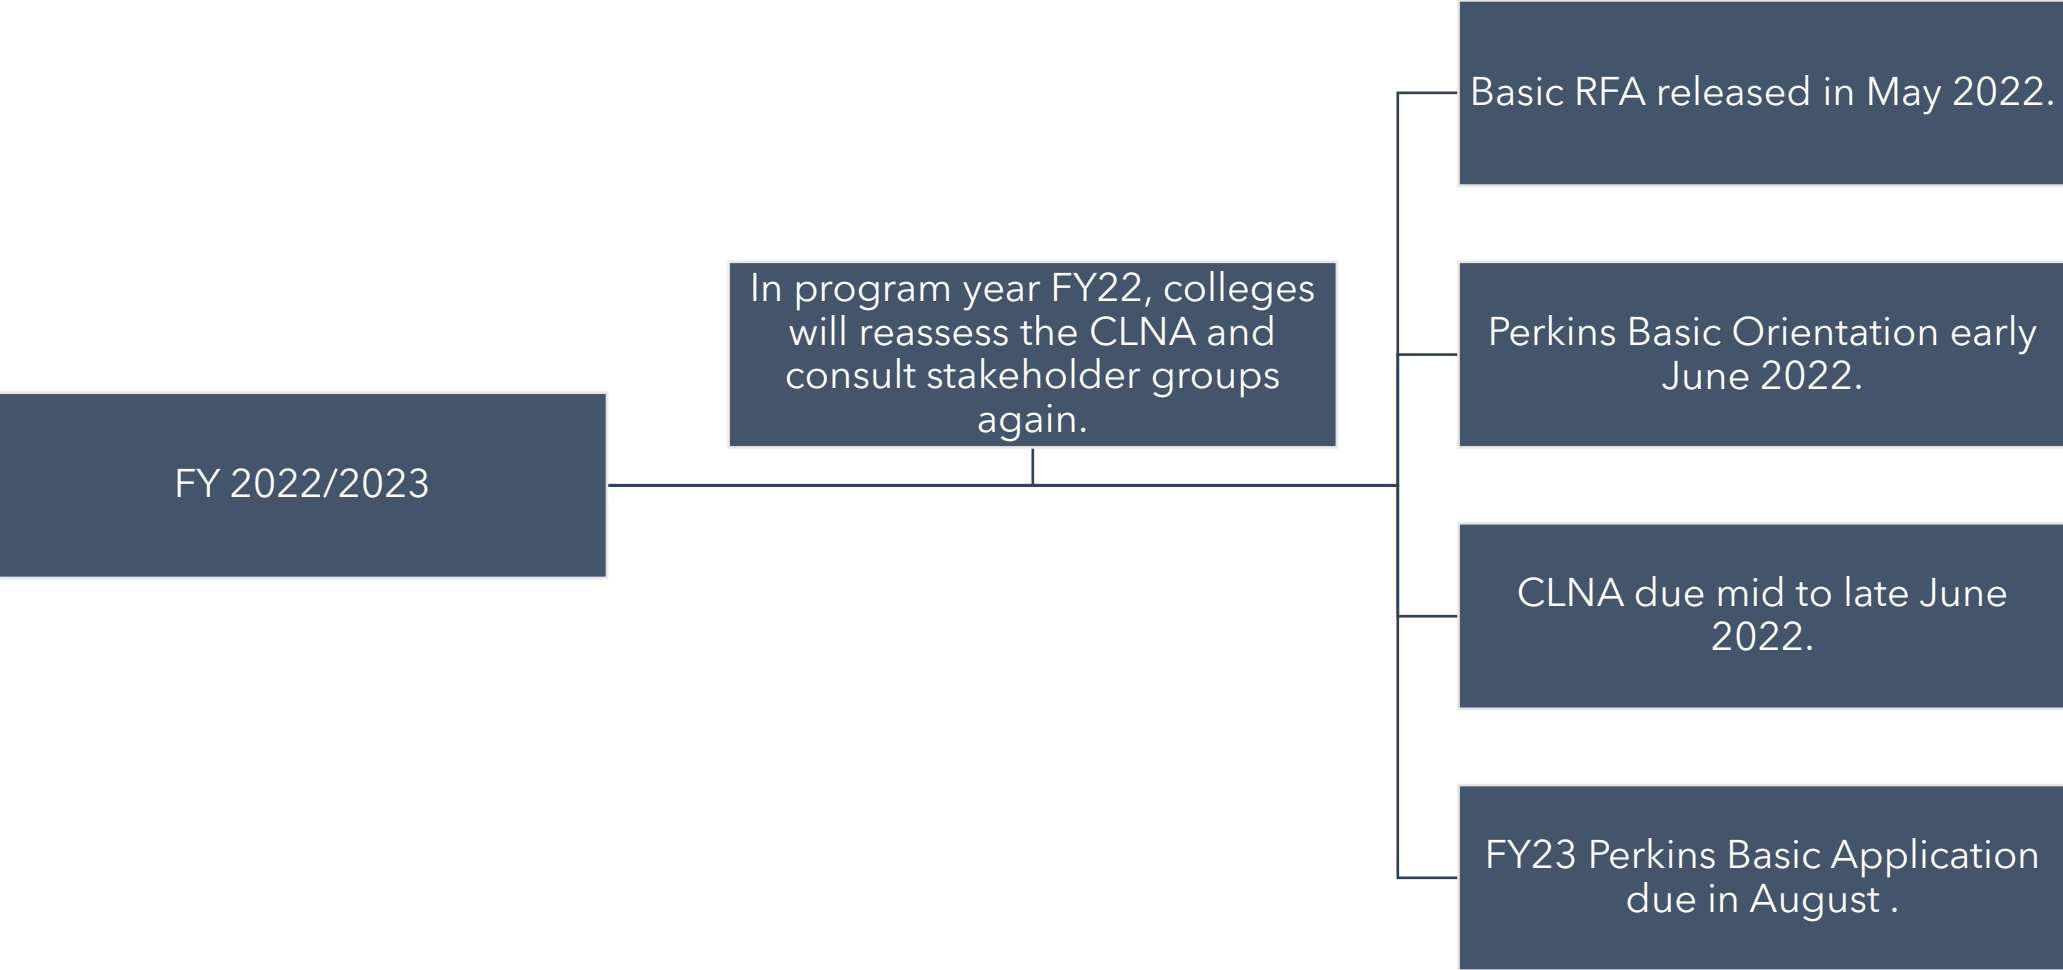 FY 2022/2023
In program year FY22, colleges
will reassess the CLNA and
consult stakeholder groups
again.
Basic RFA released in May 2022.
Perkins Basic Orientation early
June 2022.
CLNA due mid to late June
2022.
FY23 Perkins Basic Application
due in August .